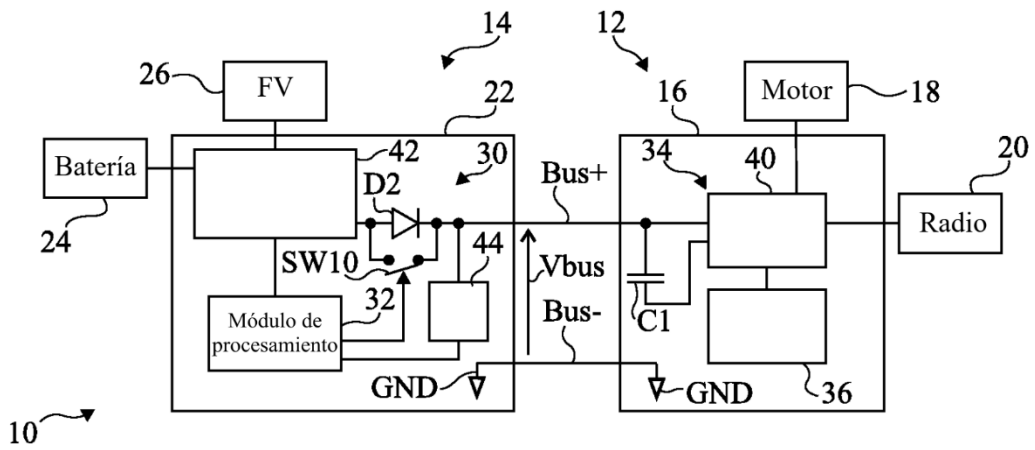 14
12
26
FV
22
16
Motor
18
Batería
24
42
30
D2
Bus+
34
40
20
Radio
SW10
44
Vbus
C1
32
Módulo de
procesamiento
Bus-
GND
GND
36
10